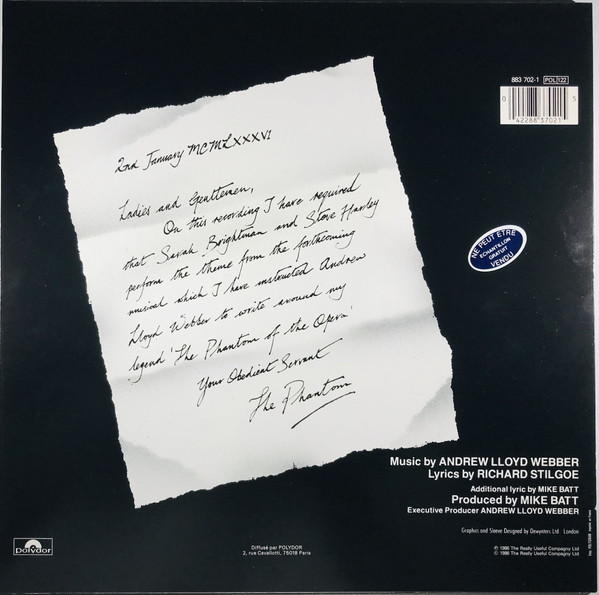 883 702-1 POL 122
0 42288 37021 5
2nd January MCMLXXXVI
Ladies and Gentlemen,
On this recording I have required
that Sarah Brightman and Steve Harley
perform the theme from the forthcoming
musical which I have instructed Andrew
Lloyd Webber to write around my
legend 'The Phantom of the Opera'
Your Obedient Servant
The Phantom
NE PEUT ÊTRE
ECHANTILLON
GRATUIT
VENDU
Music by ANDREW LLOYD WEBBER
Lyrics by RICHARD STILGOE
Additional lyric by MIKE BATT
Produced by MIKE BATT
Executive Producer ANDREW LLOYD WEBBER
Graphics and Sleeve Designed by Dewynters Ltd London
polydor
Diffusé par POLYDOR
2, rue Cavallotti, 75018 Paris
℗ 1986 The Really Useful Company Ltd
© 1986 The Really Useful Company Ltd